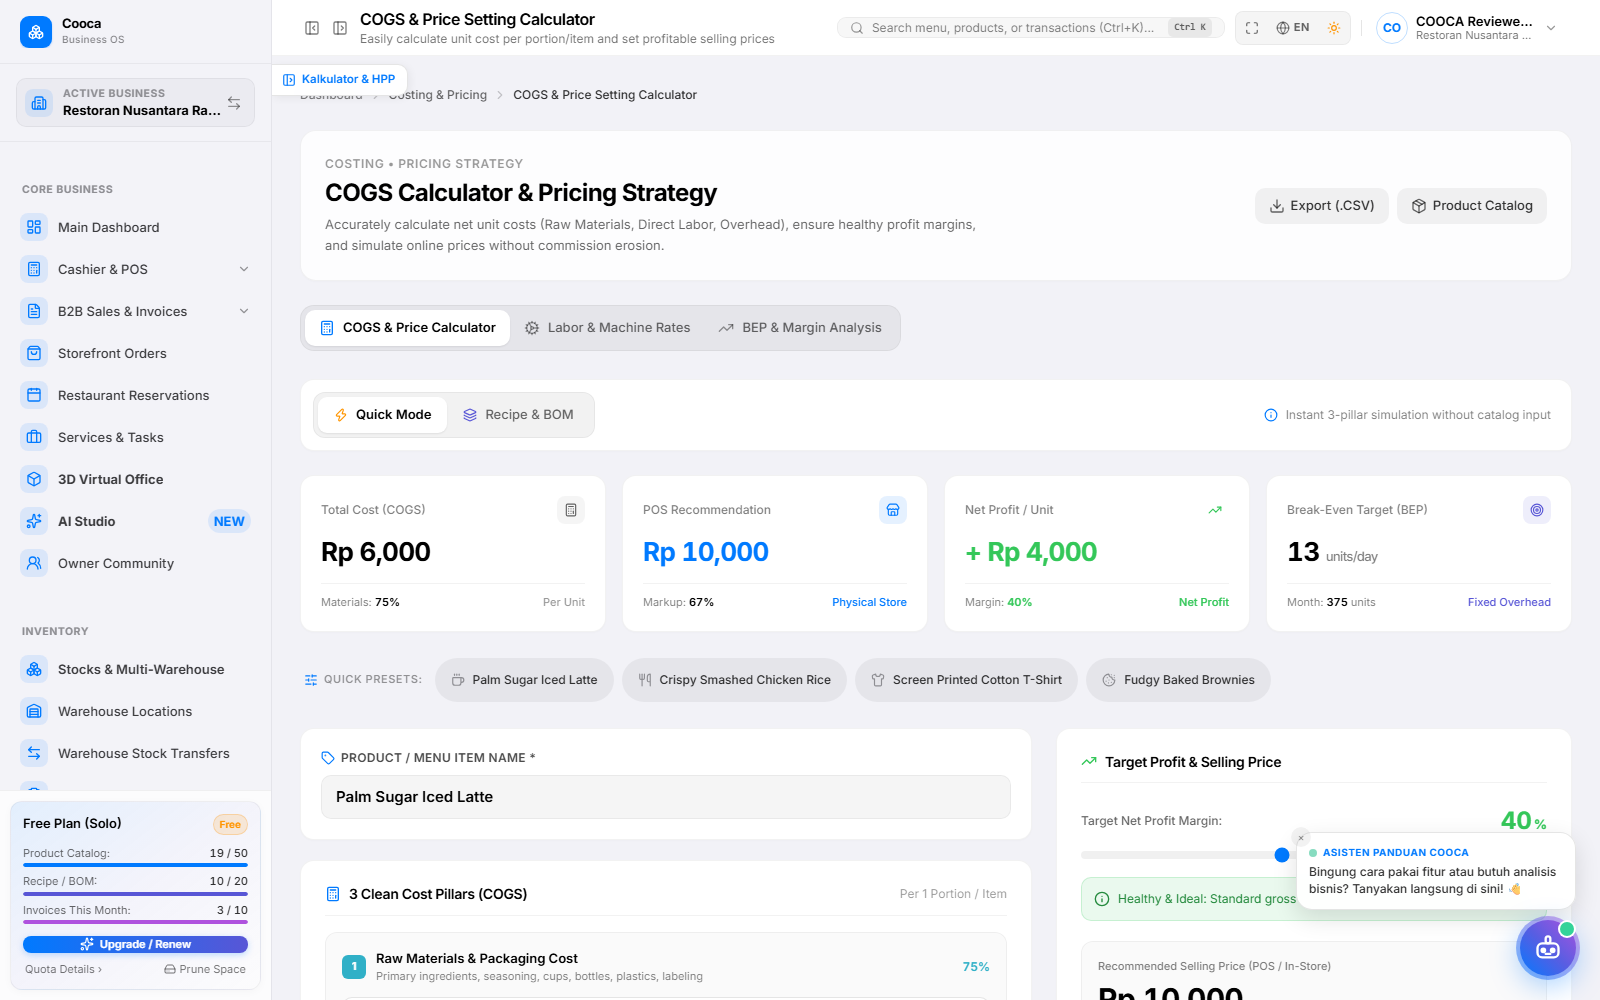 Cooca
Business OS
ACTIVE BUSINESS
Restoran Nusantara Ra...
CORE BUSINESS
Main Dashboard
Cashier & POS
B2B Sales & Invoices
Storefront Orders
Restaurant Reservations
Services & Tasks
3D Virtual Office
AI Studio NEW
Owner Community
INVENTORY
Stocks & Multi-Warehouse
Warehouse Locations
Warehouse Stock Transfers
Free Plan (Solo) Free
Product Catalog: 19 / 50
Recipe / BOM: 10 / 20
Invoices This Month: 3 / 10
Upgrade / Renew
Quota Details › Prune Space
COGS & Price Setting Calculator
Easily calculate unit cost per portion/item and set profitable selling prices
Search menu, products, or transactions (Ctrl+K)... Ctrl K
EN
CO
COOCA Reviewe...
Restoran Nusantara ...
Kalkulator & HPP
Dashboard Costing & Pricing COGS & Price Setting Calculator
COSTING • PRICING STRATEGY
COGS Calculator & Pricing Strategy
Accurately calculate net unit costs (Raw Materials, Direct Labor, Overhead), ensure healthy profit margins,
and simulate online prices without commission erosion.
Export (.CSV) Product Catalog
COGS & Price Calculator Labor & Machine Rates BEP & Margin Analysis
Quick Mode Recipe & BOM
Instant 3-pillar simulation without catalog input
Total Cost (COGS)
Rp 6,000
Materials: 75% Per Unit
POS Recommendation
Rp 10,000
Markup: 67% Physical Store
Net Profit / Unit
+ Rp 4,000
Margin: 40% Net Profit
Break-Even Target (BEP)
13 units/day
Month: 375 units Fixed Overhead
QUICK PRESETS: Palm Sugar Iced Latte Crispy Smashed Chicken Rice Screen Printed Cotton T-Shirt Fudgy Baked Brownies
PRODUCT / MENU ITEM NAME *
Palm Sugar Iced Latte
3 Clean Cost Pillars (COGS) Per 1 Portion / Item
1 Raw Materials & Packaging Cost 75%
Primary ingredients, seasoning, cups, bottles, plastics, labeling
Target Profit & Selling Price
Target Net Profit Margin: 40%
Healthy & Ideal: Standard gross
Recommended Selling Price (POS / In-Store)
Rp 10,000
×
ASISTEN PANDUAN COOCA
Bingung cara pakai fitur atau butuh analisis
bisnis? Tanyakan langsung di sini!